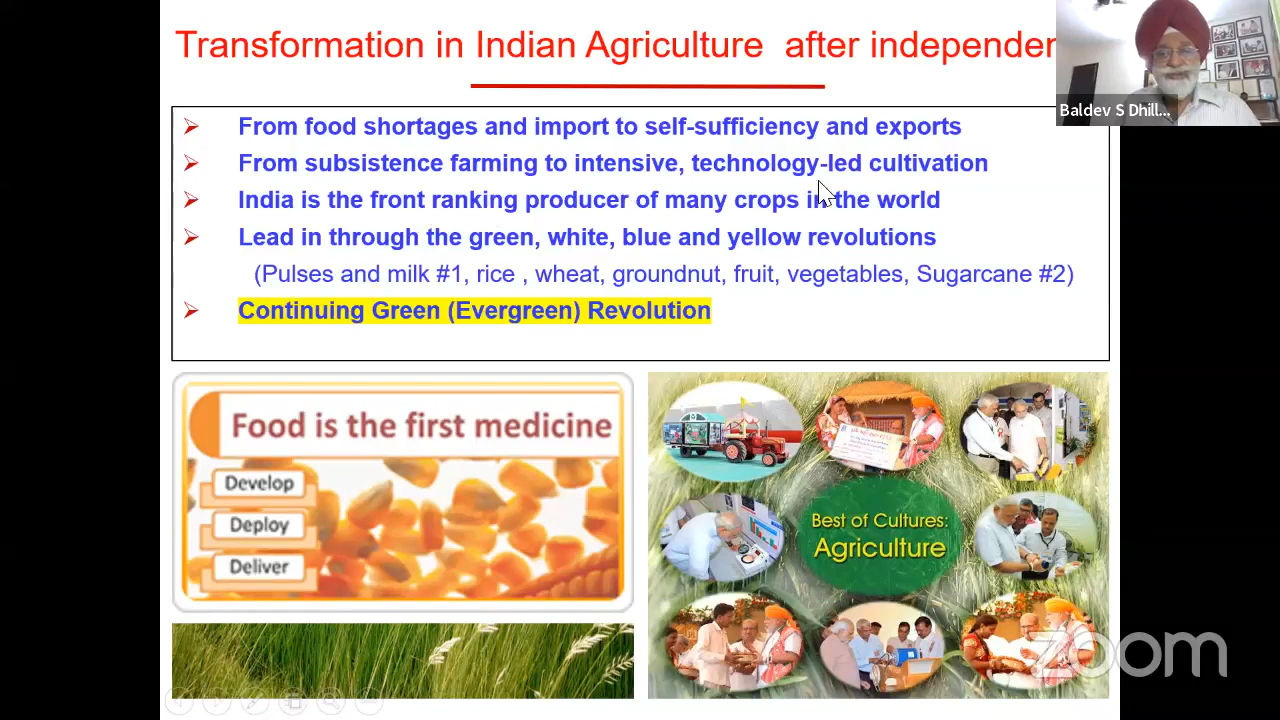 Transformation in Indian Agriculture after independen
Baldev S Dhill...
➢ From food shortages and import to self-sufficiency and exports
➢ From subsistence farming to intensive, technology-led cultivation
➢ India is the front ranking producer of many crops in the world
➢ Lead in through the green, white, blue and yellow revolutions
(Pulses and milk #1, rice , wheat, groundnut, fruit, vegetables, Sugarcane #2)
➢ Continuing Green (Evergreen) Revolution
Food is the first medicine
Develop
Deploy
Deliver
Best of Cultures:
Agriculture
zoom